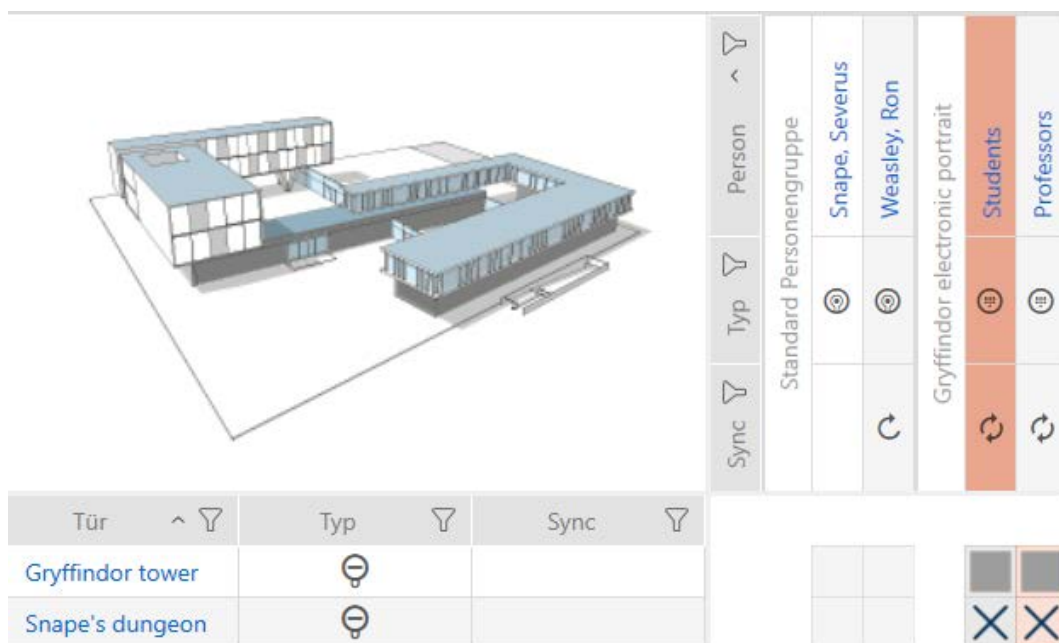 Person
Typ
Sync
Standard Personengruppe
Snape, Severus
Weasley, Ron
Gryffindor electronic portrait
Students
Professors
Tür Typ Sync
Gryffindor tower
Snape's dungeon